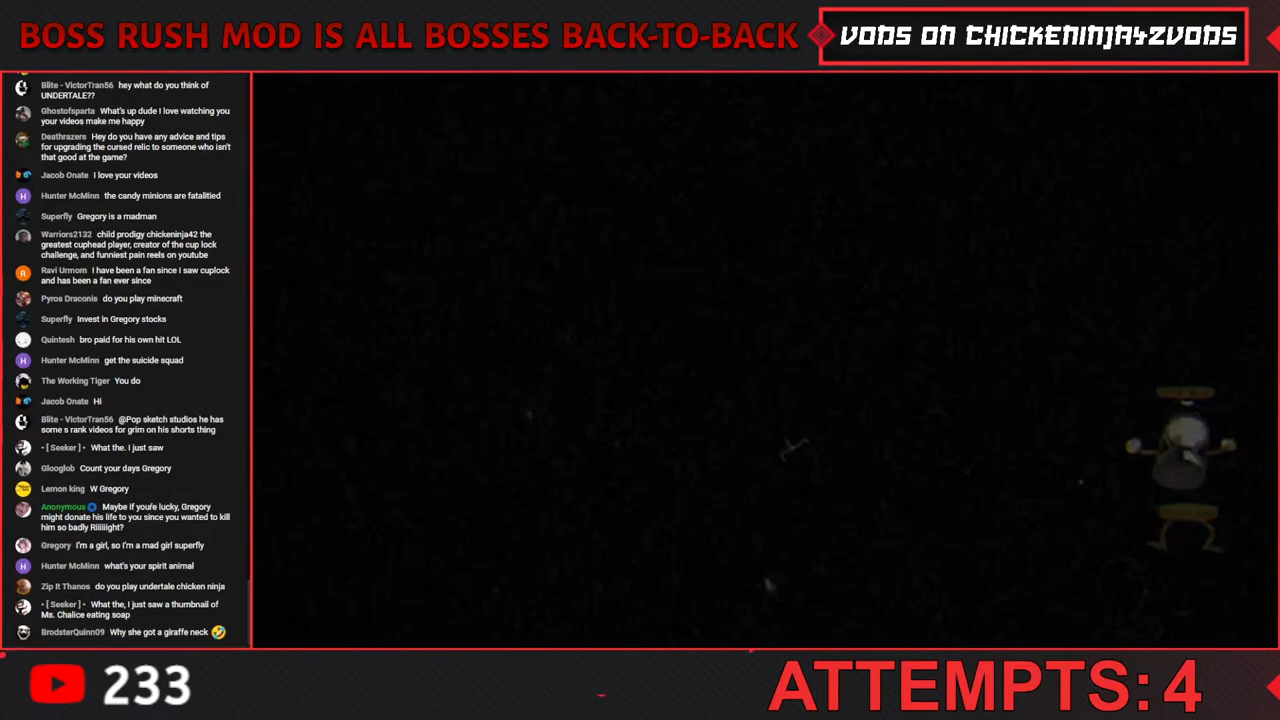 BOSS RUSH MOD IS ALL BOSSES BACK-TO-BACK
VODS ON CHICKENINJA42VODS
Blite - VictorTran56 hey what do you think of
UNDERTALE??
Ghostofsparta What's up dude I love watching you
your videos make me happy
Deathrazers Hey do you have any advice and tips
for upgrading the cursed relic to someone who isn't
that good at the game?
Jacob Onate I love your videos
H Hunter McMinn the candy minions are fatalitied
Superfly Gregory is a madman
Warriors2132 child prodigy chickeninja42 the
greatest cuphead player, creator of the cup lock
challenge, and funniest pain reels on youtube
R Ravi Urmom I have been a fan since I saw cuplock
and has been a fan ever since
Pyros Draconis do you play minecraft
Superfly Invest in Gregory stocks
Quintesh bro paid for his own hit LOL
H Hunter McMinn get the suicide squad
The Working Tiger You do
Jacob Onate Hi
Blite - VictorTran56 @Pop sketch studios he has
some s rank videos for grim on his shorts thing
• [ Seeker ] • What the. I just saw
Glooglob Count your days Gregory
Lemon king W Gregory
Anonymous Maybe if you're lucky, Gregory
might donate his life to you since you wanted to kill
him so badly Riiiiiight?
Gregory I'm a girl, so I'm a mad girl superfly
H Hunter McMinn what's your spirit animal
Zip It Thanos do you play undertale chicken ninja
• [ Seeker ] • What the, I just saw a thumbnail of
Ms. Chalice eating soap
BrodsterQuinn09 Why she got a giraffe neck 🤣
233
ATTEMPTS: 4